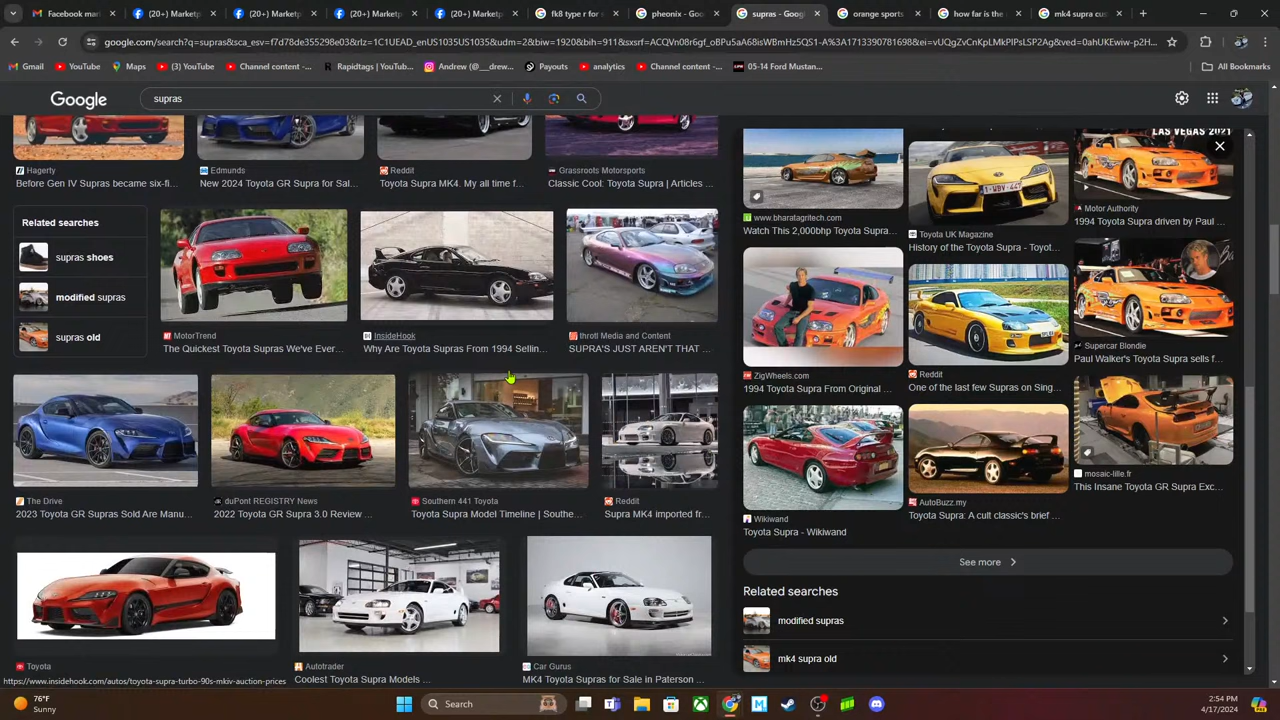 Facebook mar
(20+) Marketp
(20+) Marketp
(20+) Marketp
(20+) Marketp
fk8 type r for s
pheonix - Goo
supras - Googl
orange sports
how far is the
mk4 supra cus
google.com/search?q=supras&sca_esv=f7d78de355298e03&rlz=1C1UEAD_enUS1035US1035&udm=2&biw=1920&bih=911&sxsrf=ACQVn08r6gf_oBPu5aA68isWBmHz5QS1-A%3A1713390781698&ei=vUQgZvCnKpLMkPIPsLSP2Ag&ved=0ahUKEwiw-p2H...
Gmail
YouTube
Maps
(3) YouTube
Channel content -...
Rapidtags | YouTub...
Andrew (@___drew...
Payouts
analytics
Channel content -...
05-14 Ford Mustan...
All Bookmarks
Google
supras
Hagerty
Before Gen IV Supras became six-fi...
Edmunds
New 2024 Toyota GR Supra for Sal...
Reddit
Toyota Supra MK4. My all time f...
Grassroots Motorsports
Classic Cool: Toyota Supra | Articles ...
Related searches
supras shoes
modified supras
supras old
MotorTrend
The Quickest Toyota Supras We've Ever...
InsideHook
Why Are Toyota Supras From 1994 Sellin...
throtl Media and Content
SUPRA'S JUST AREN'T THAT ...
The Drive
2023 Toyota GR Supras Sold Are Manu...
duPont REGISTRY News
2022 Toyota GR Supra 3.0 Review ...
Southern 441 Toyota
Toyota Supra Model Timeline | Southe...
Reddit
Supra MK4 imported fr...
Toyota
Autotrader
Coolest Toyota Supras Models ...
Car Gurus
MK4 Toyota Supras for Sale in Paterson ...
https://www.insidehook.com/autos/toyota-supra-turbo-90s-mkiv-auction-prices
LAS VEGAS 2021
www.bharatagritech.com
Watch This 2,000bhp Toyota Supra...
Toyota UK Magazine
History of the Toyota Supra - Toyot...
Motor Authority
1994 Toyota Supra driven by Paul ...
ZigWheels.com
1994 Toyota Supra From Original ...
Reddit
One of the last few Supras on Sing...
Supercar Blondie
Paul Walker's Toyota Supra sells f...
Wikiwand
Toyota Supra - Wikiwand
AutoBuzz.my
Toyota Supra: A cult classic's brief ...
mosaic-lille.fr
This Insane Toyota GR Supra Exc...
See more
Related searches
modified supras
mk4 supra old
76°F
Sunny
Search
2:54 PM
4/17/2024